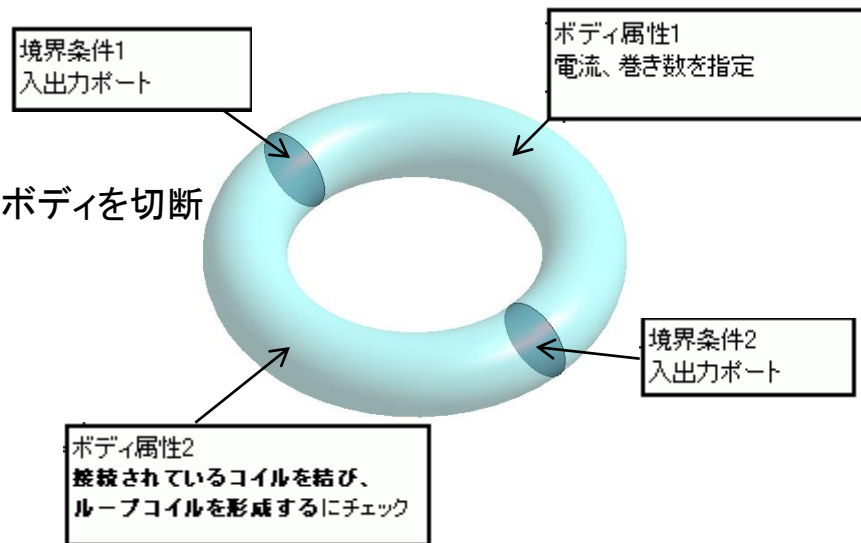 境界条件1
入出力ポート
ボディ属性1
電流、巻き数を指定
ボディを切断
境界条件2
入出力ポート
ボディ属性2
接続されているコイルを結び、
ループコイルを形成するにチェック